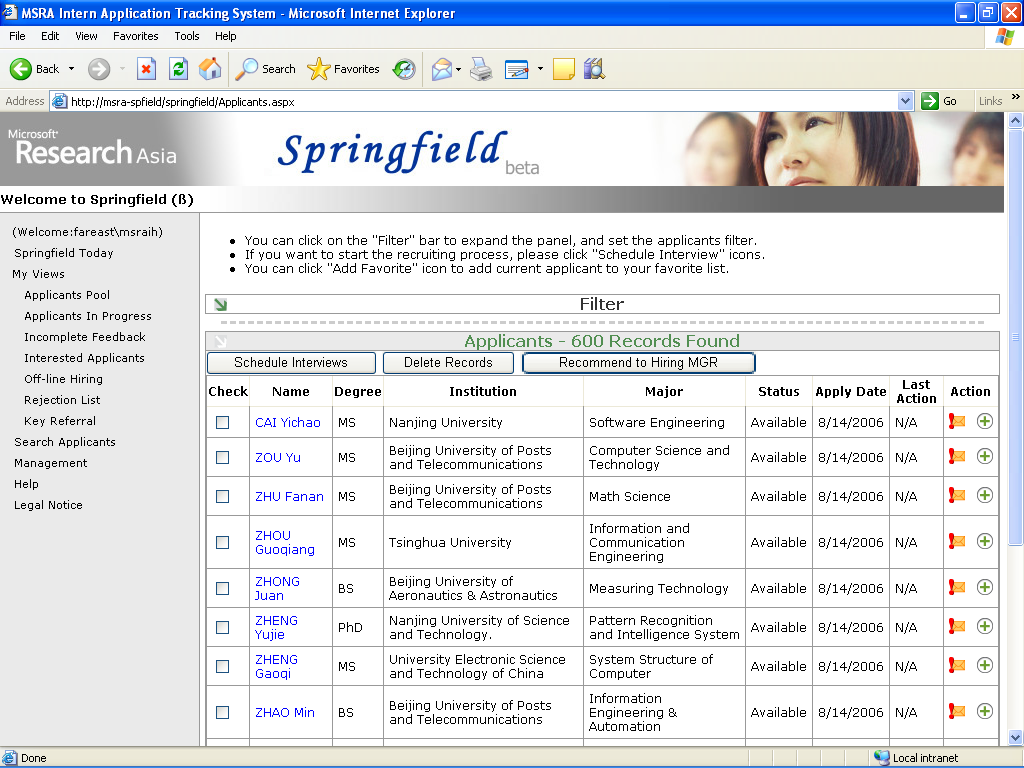 MSRA Intern Application Tracking System - Microsoft Internet Explorer
File Edit View Favorites Tools Help
Back Search Favorites
Address http://msra-spfield/springfield/Applicants.aspx Go Links »
Microsoft®
Research Asia
Springfield beta
Welcome to Springfield (ß)
(Welcome:fareast\msraih)
Springfield Today
My Views
Applicants Pool
Applicants In Progress
Incomplete Feedback
Interested Applicants
Off-line Hiring
Rejection List
Key Referral
Search Applicants
Management
Help
Legal Notice
• You can click on the "Filter" bar to expand the panel, and set the applicants filter.
• If you want to start the recruiting process, please click "Schedule Interview" icons.
• You can click "Add Favorite" icon to add current applicant to your favorite list.
Filter
Applicants - 600 Records Found
Schedule Interviews Delete Records Recommend to Hiring MGR
Check Name Degree Institution Major Status Apply Date Last Action Action
CAI Yichao MS Nanjing University Software Engineering Available 8/14/2006 N/A
ZOU Yu MS Beijing University of Posts and Telecommunications Computer Science and Technology Available 8/14/2006 N/A
ZHU Fanan MS Beijing University of Posts and Telecommunications Math Science Available 8/14/2006 N/A
ZHOU Guoqiang MS Tsinghua University Information and Communication Engineering Available 8/14/2006 N/A
ZHONG Juan BS Beijing University of Aeronautics & Astronautics Measuring Technology Available 8/14/2006 N/A
ZHENG Yujie PhD Nanjing University of Science and Technology. Pattern Recognition and Intelligence System Available 8/14/2006 N/A
ZHENG Gaoqi MS University Electronic Science and Technology of China System Structure of Computer Available 8/14/2006 N/A
ZHAO Min BS Beijing University of Posts and Telecommunications Information Engineering & Automation Available 8/14/2006 N/A
Done Local intranet